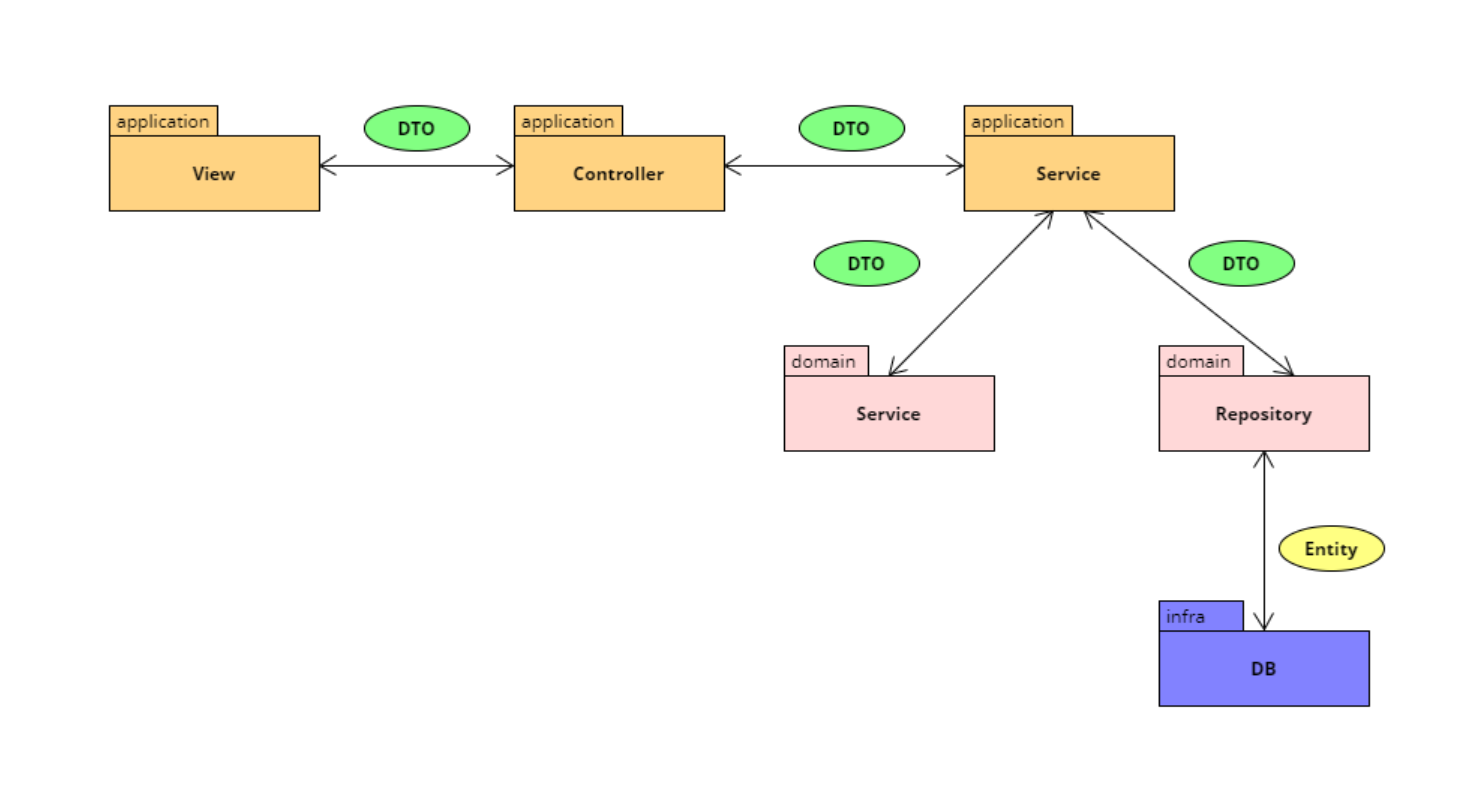 application
DTO
application
DTO
application
View
Controller
Service
DTO
DTO
domain
domain
Service
Repository
Entity
infra
DB